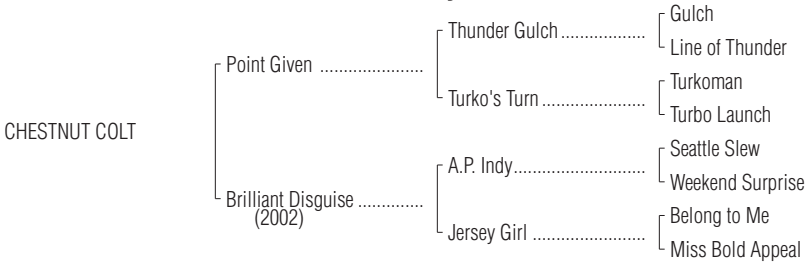 Gulch
Thunder Gulch ..................
Line of Thunder
Point Given ......................
Turkoman
Turko's Turn ......................
Turbo Launch
CHESTNUT COLT
Seattle Slew
A.P. Indy............................
Weekend Surprise
Brilliant Disguise ..............
(2002)
Belong to Me
Jersey Girl ........................
Miss Bold Appeal